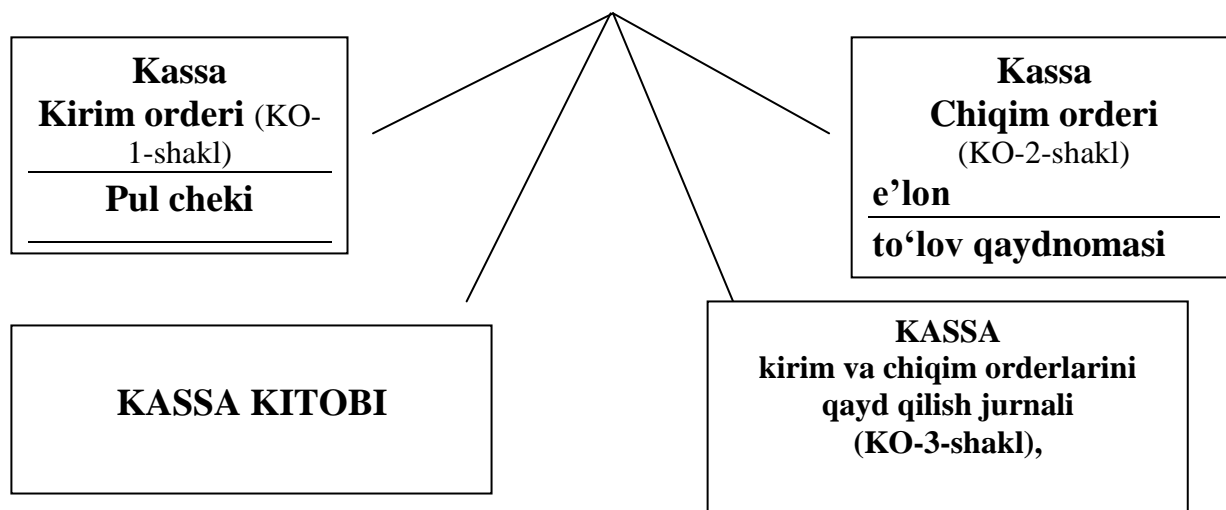 Kassa
Kirim orderi (KO-
1-shakl)
Pul cheki
Kassa
Chiqim orderi
(KO-2-shakl)
e’lon
to‘lov qaydnomasi
KASSA KITOBI
KASSA
kirim va chiqim orderlarini
qayd qilish jurnali
(KO-3-shakl),